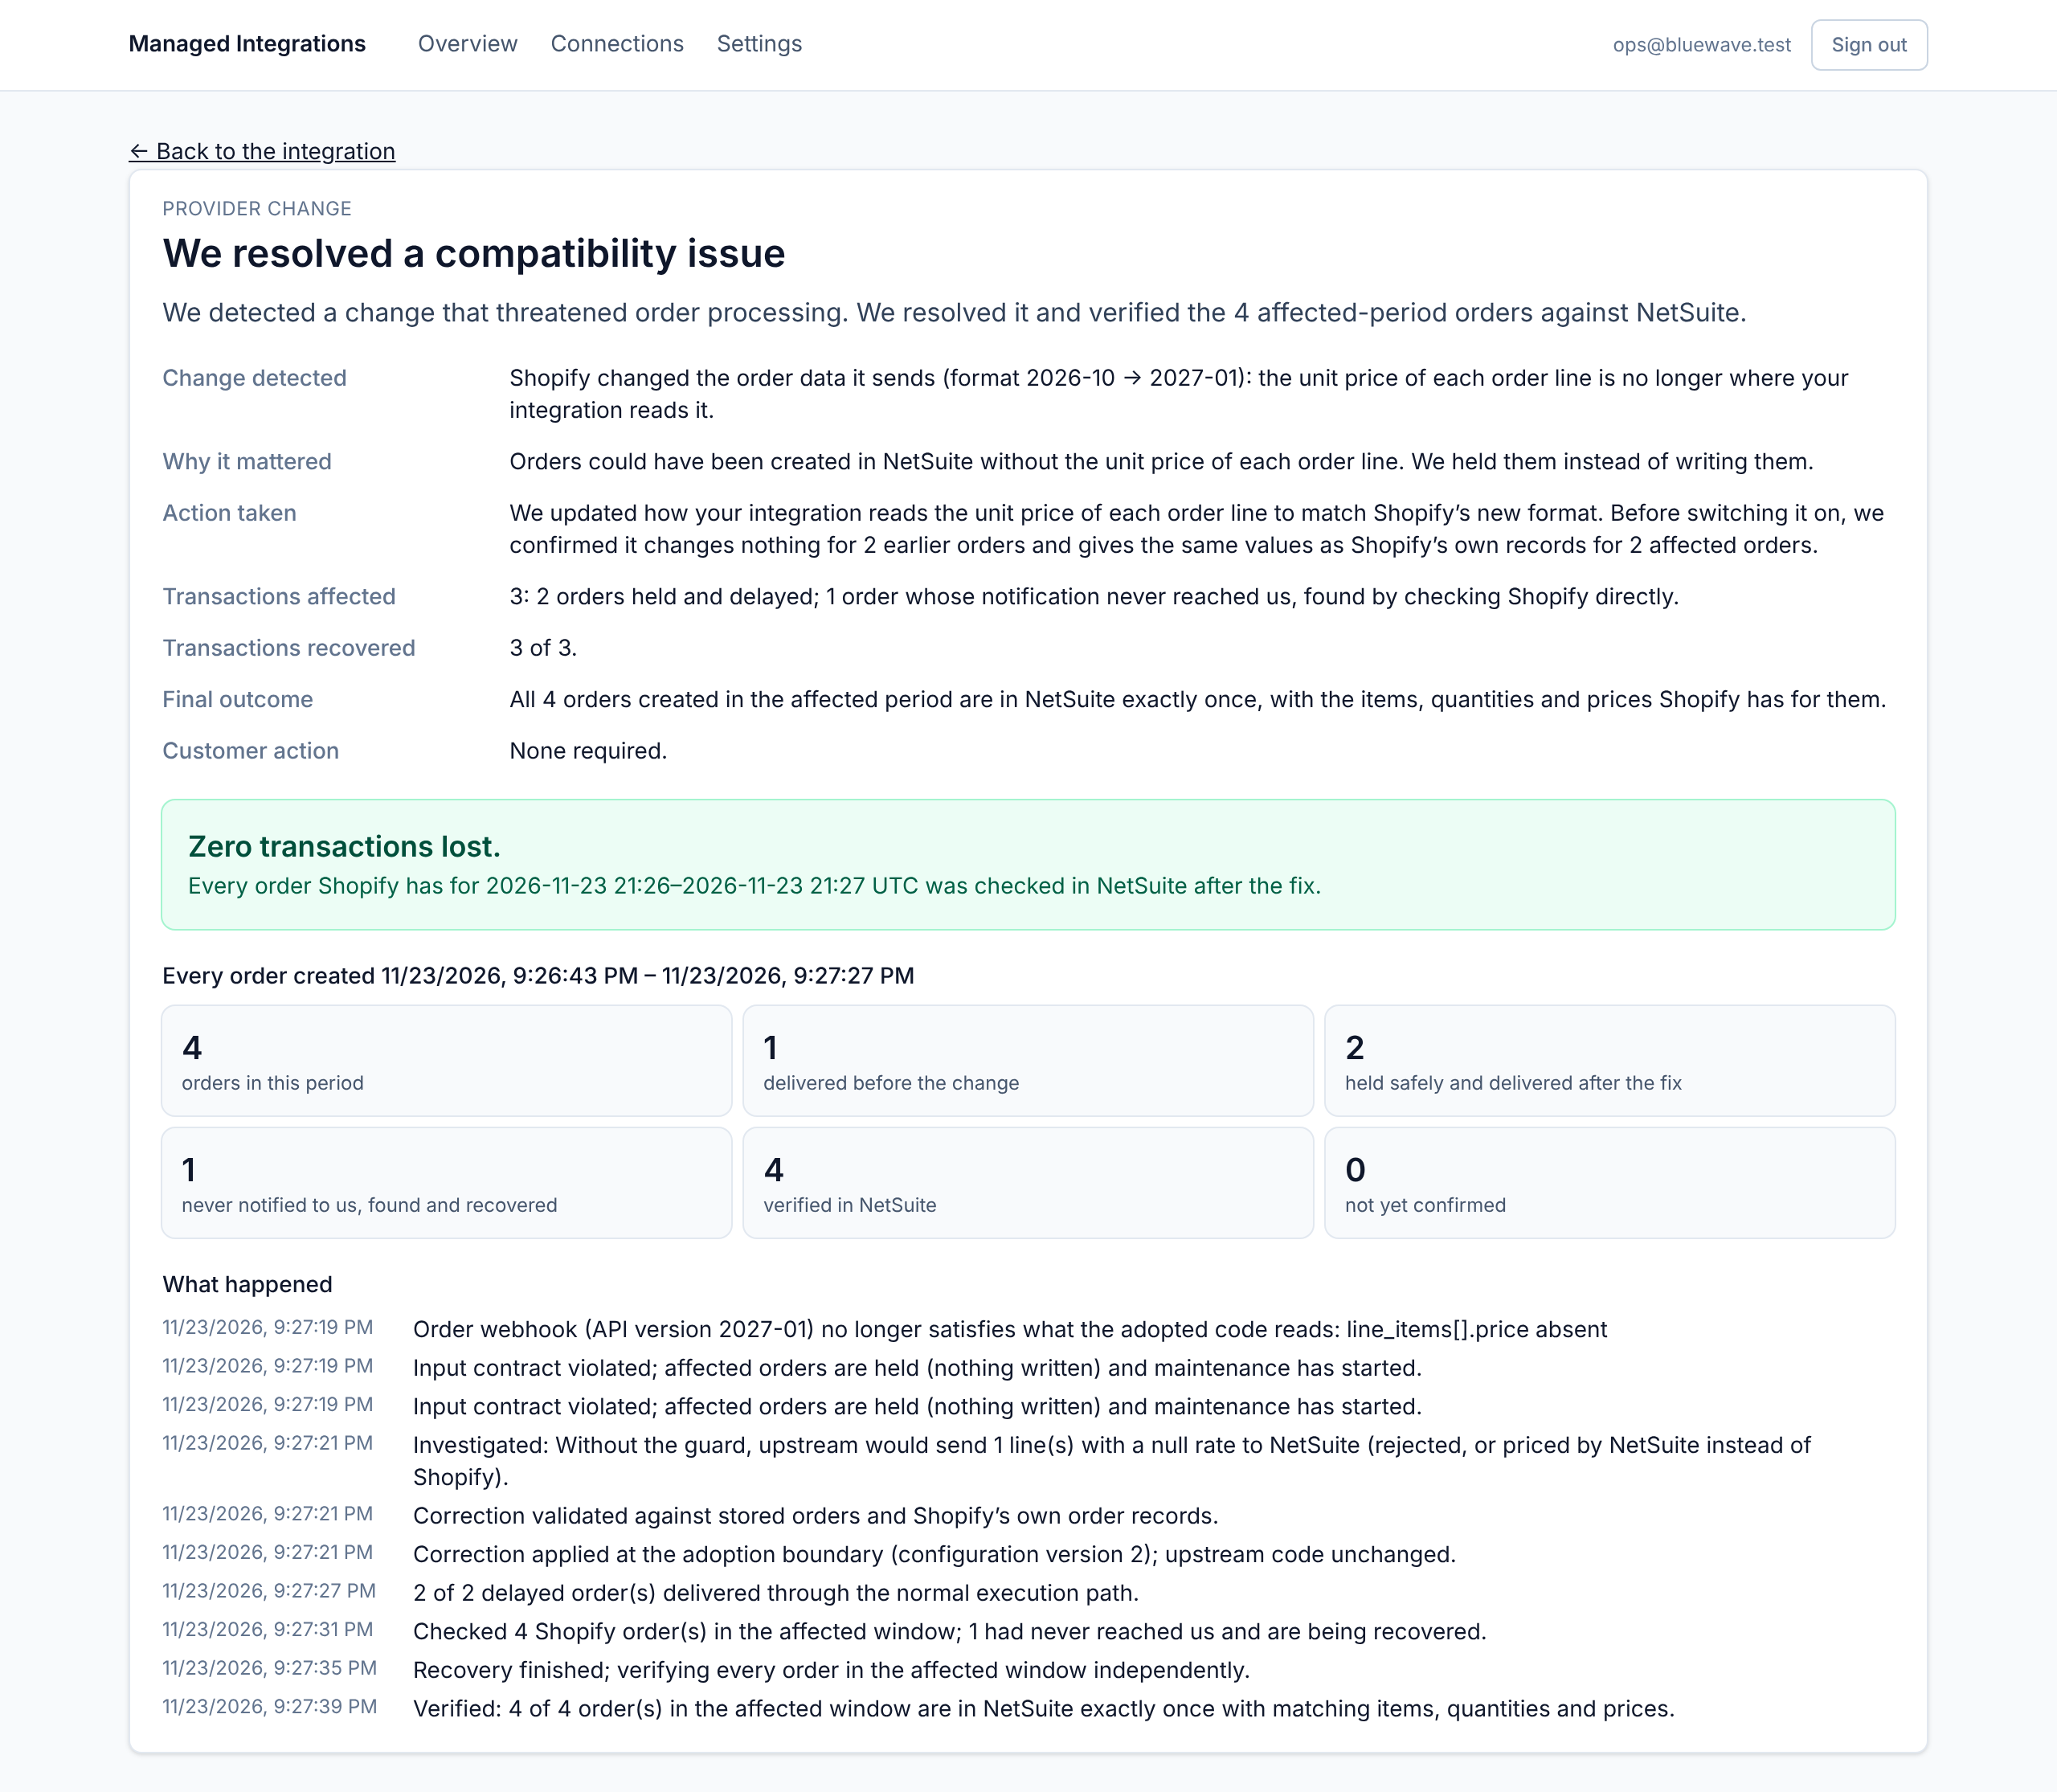 Managed Integrations Overview Connections Settings ops@bluewave.test Sign out
← Back to the integration
PROVIDER CHANGE
We resolved a compatibility issue
We detected a change that threatened order processing. We resolved it and verified the 4 affected-period orders against NetSuite.
Change detected Shopify changed the order data it sends (format 2026-10 → 2027-01): the unit price of each order line is no longer where your
integration reads it.
Why it mattered Orders could have been created in NetSuite without the unit price of each order line. We held them instead of writing them.
Action taken We updated how your integration reads the unit price of each order line to match Shopify’s new format. Before switching it on, we
confirmed it changes nothing for 2 earlier orders and gives the same values as Shopify’s own records for 2 affected orders.
Transactions affected 3: 2 orders held and delayed; 1 order whose notification never reached us, found by checking Shopify directly.
Transactions recovered 3 of 3.
Final outcome All 4 orders created in the affected period are in NetSuite exactly once, with the items, quantities and prices Shopify has for them.
Customer action None required.
Zero transactions lost.
Every order Shopify has for 2026-11-23 21:26–2026-11-23 21:27 UTC was checked in NetSuite after the fix.
Every order created 11/23/2026, 9:26:43 PM – 11/23/2026, 9:27:27 PM
4
orders in this period
1
delivered before the change
2
held safely and delivered after the fix
1
never notified to us, found and recovered
4
verified in NetSuite
0
not yet confirmed
What happened
11/23/2026, 9:27:19 PM Order webhook (API version 2027-01) no longer satisfies what the adopted code reads: line_items[].price absent
11/23/2026, 9:27:19 PM Input contract violated; affected orders are held (nothing written) and maintenance has started.
11/23/2026, 9:27:19 PM Input contract violated; affected orders are held (nothing written) and maintenance has started.
11/23/2026, 9:27:21 PM Investigated: Without the guard, upstream would send 1 line(s) with a null rate to NetSuite (rejected, or priced by NetSuite instead of
Shopify).
11/23/2026, 9:27:21 PM Correction validated against stored orders and Shopify’s own order records.
11/23/2026, 9:27:21 PM Correction applied at the adoption boundary (configuration version 2); upstream code unchanged.
11/23/2026, 9:27:27 PM 2 of 2 delayed order(s) delivered through the normal execution path.
11/23/2026, 9:27:31 PM Checked 4 Shopify order(s) in the affected window; 1 had never reached us and are being recovered.
11/23/2026, 9:27:35 PM Recovery finished; verifying every order in the affected window independently.
11/23/2026, 9:27:39 PM Verified: 4 of 4 order(s) in the affected window are in NetSuite exactly once with matching items, quantities and prices.